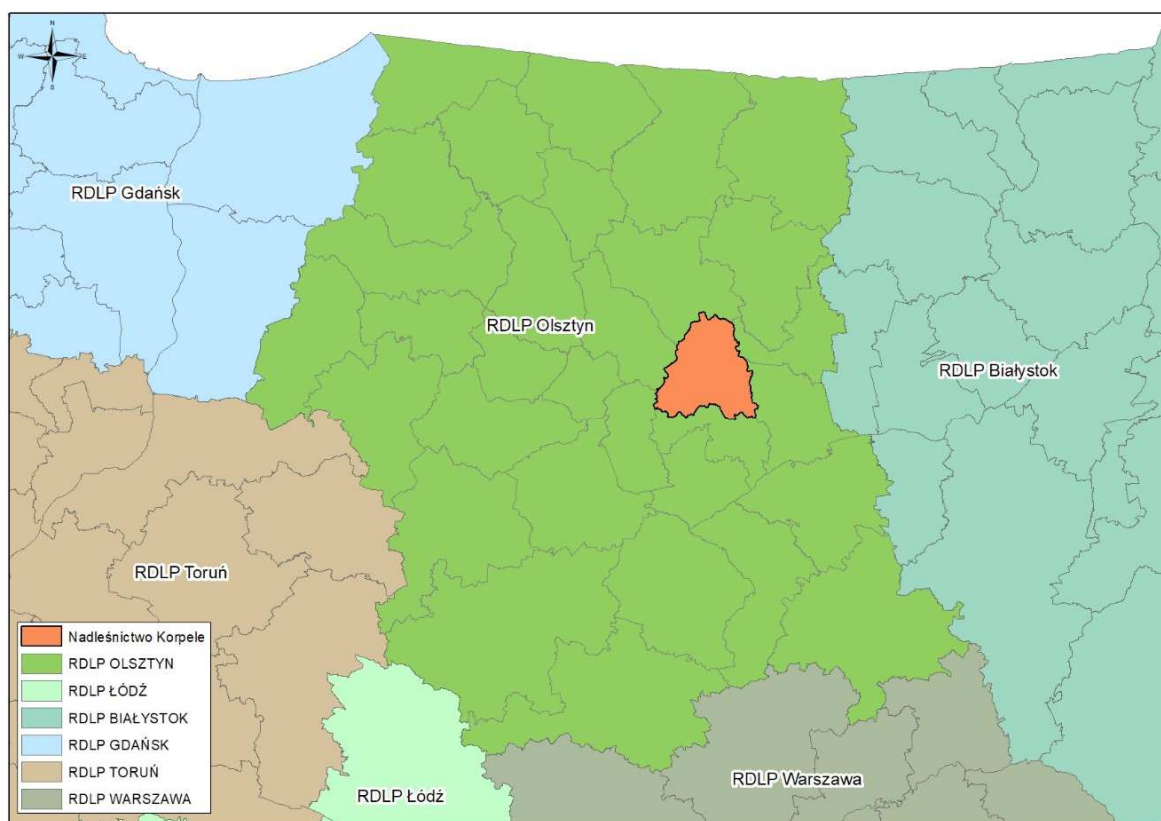 N
W E
S
RDLP Gdańsk
RDLP Olsztyn
RDLP Białystok
RDLP Toruń
RDLP Warszawa
RDLP Łódź
Nadleśnictwo Korpele
RDLP OLSZTYN
RDLP ŁÓDŹ
RDLP BIAŁYSTOK
RDLP GDAŃSK
RDLP TORUŃ
RDLP WARSZAWA